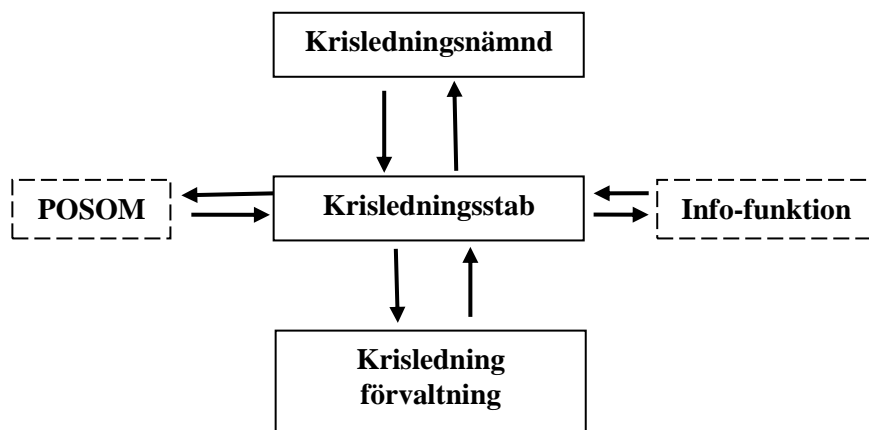 Krisledningsnämnd
POSOM
Krisledningsstab
Info-funktion
Krisledning
förvaltning